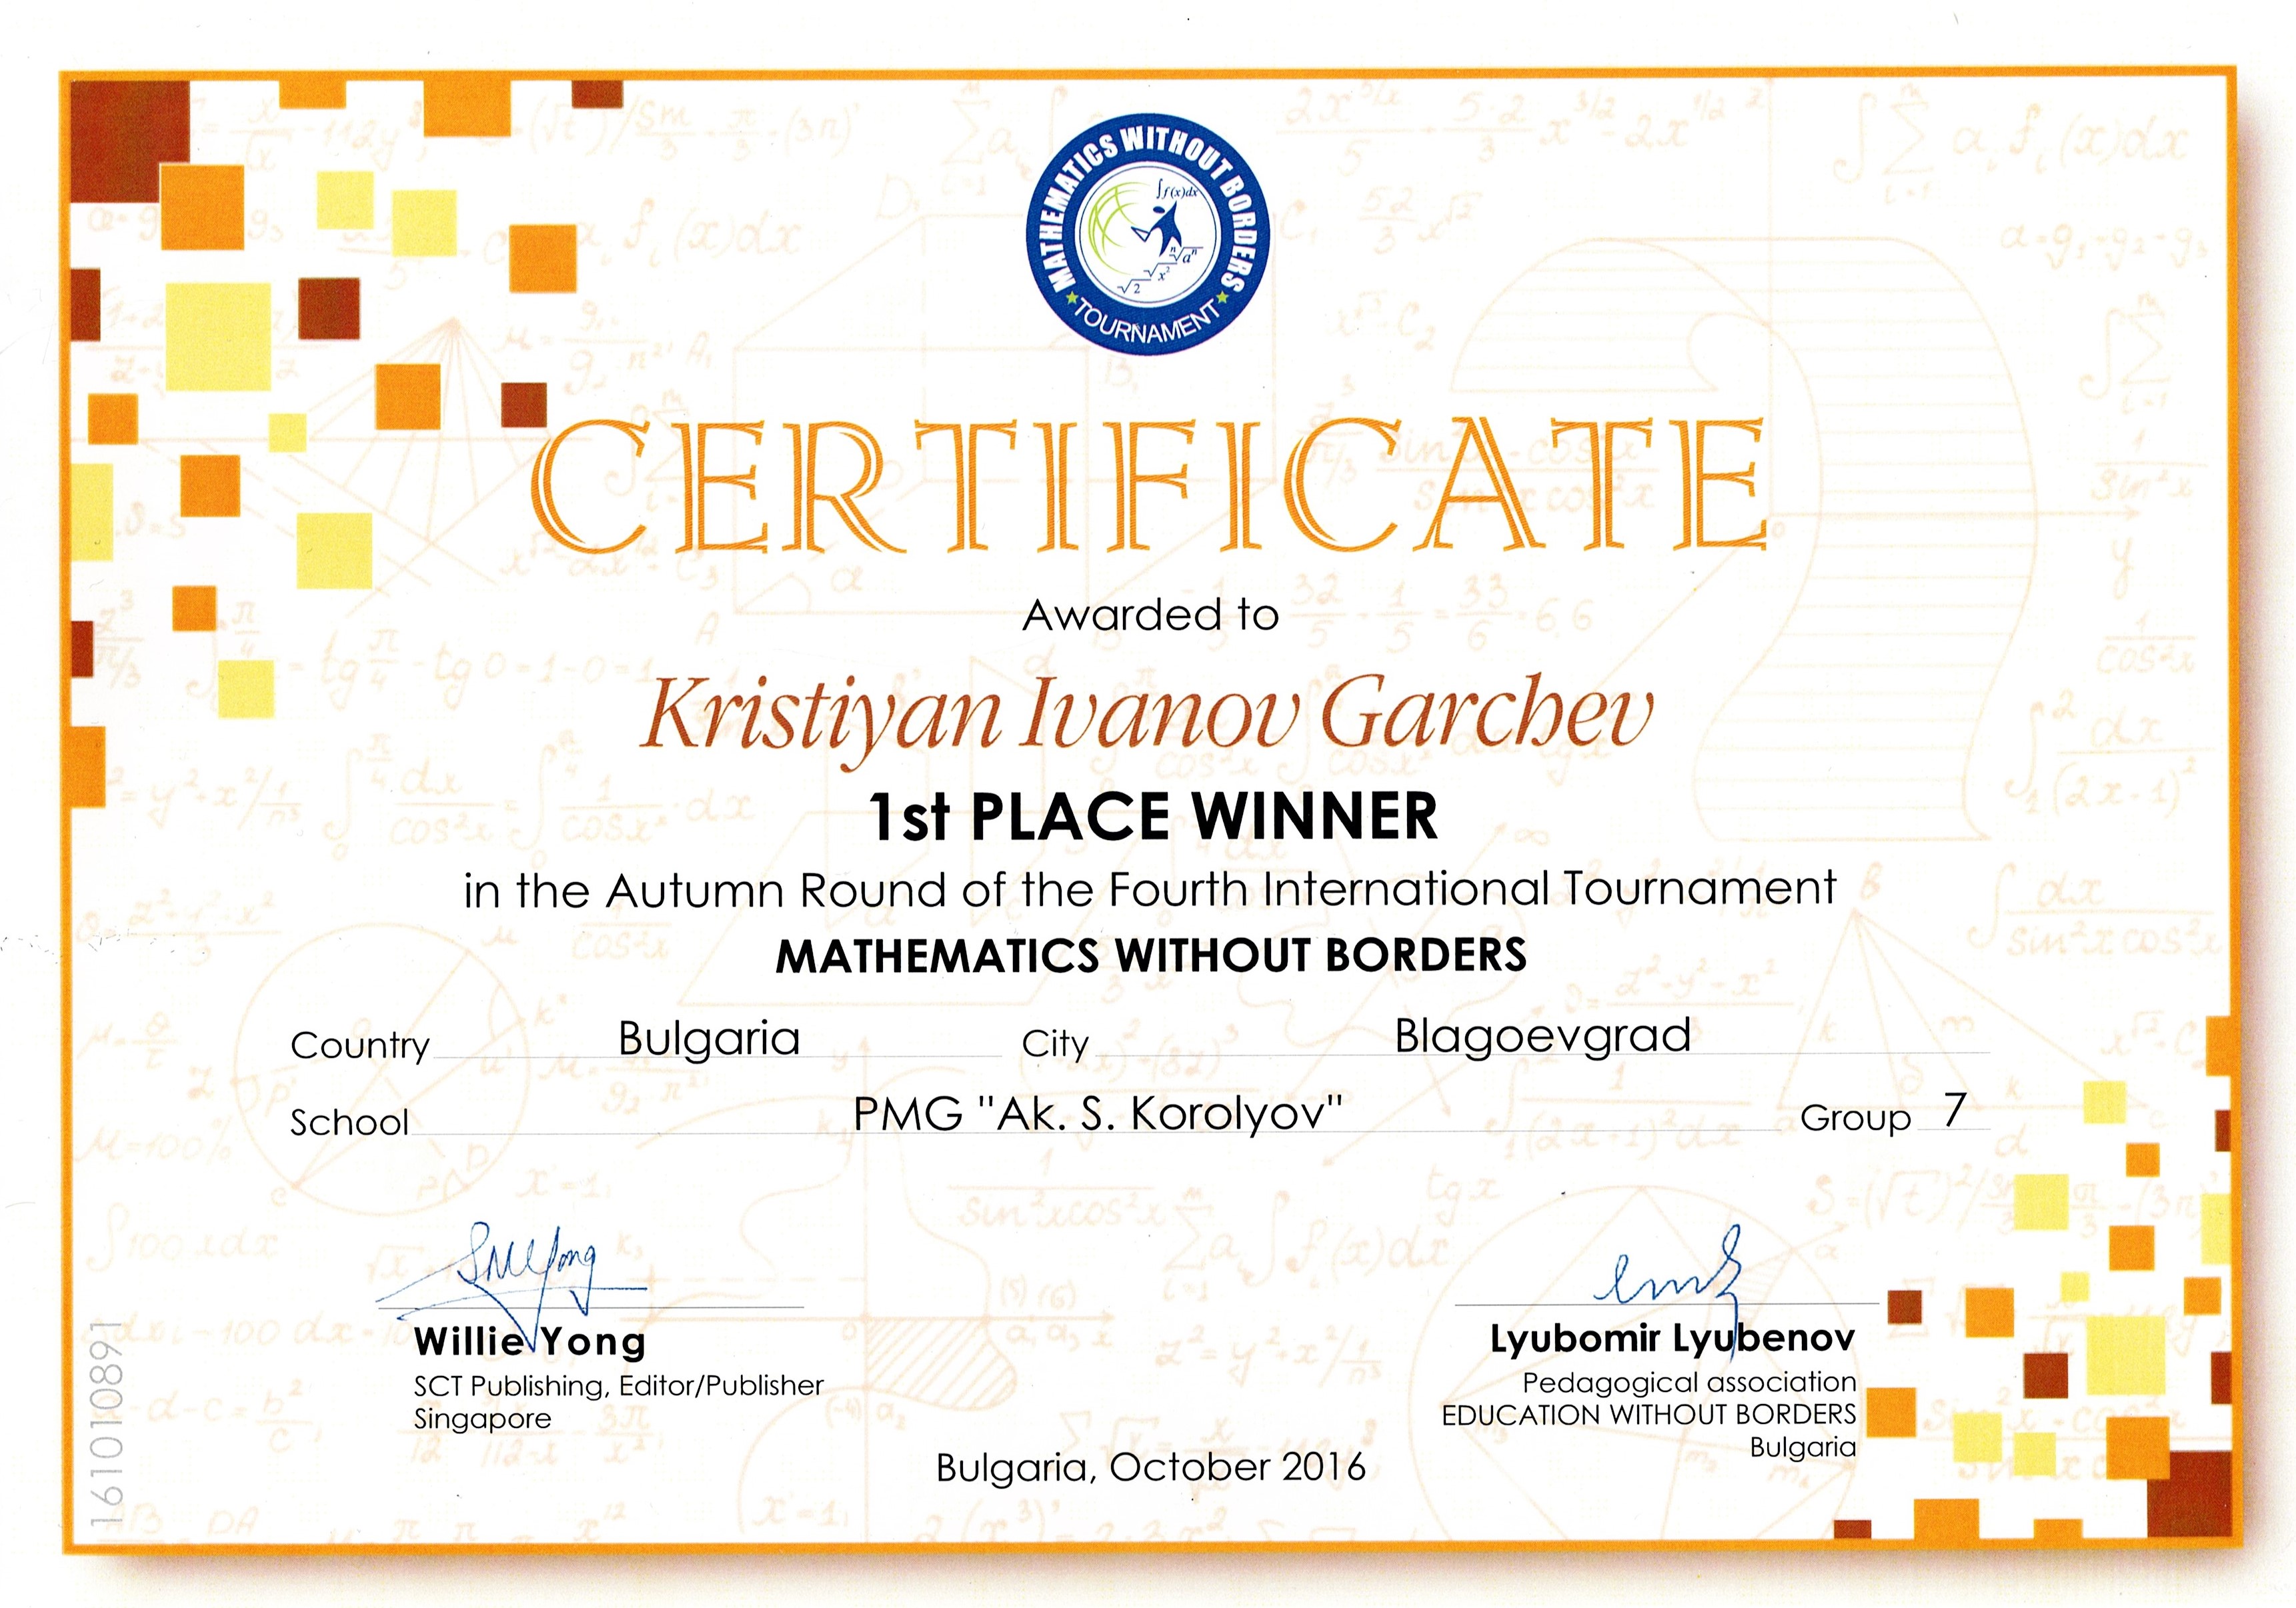 MATHEMATICS WITHOUT BORDERS
TOURNAMENT
CERTIFICATE
Awarded to
Kristiyan Ivanov Garchev
1st PLACE WINNER
in the Autumn Round of the Fourth International Tournament
MATHEMATICS WITHOUT BORDERS
Country Bulgaria City Blagoevgrad
School PMG "Ak. S. Korolyov" Group 7
Willie Yong
SCT Publishing, Editor/Publisher
Singapore
Lyubomir Lyubenov
Pedagogical association
EDUCATION WITHOUT BORDERS
Bulgaria
Bulgaria, October 2016
161010891